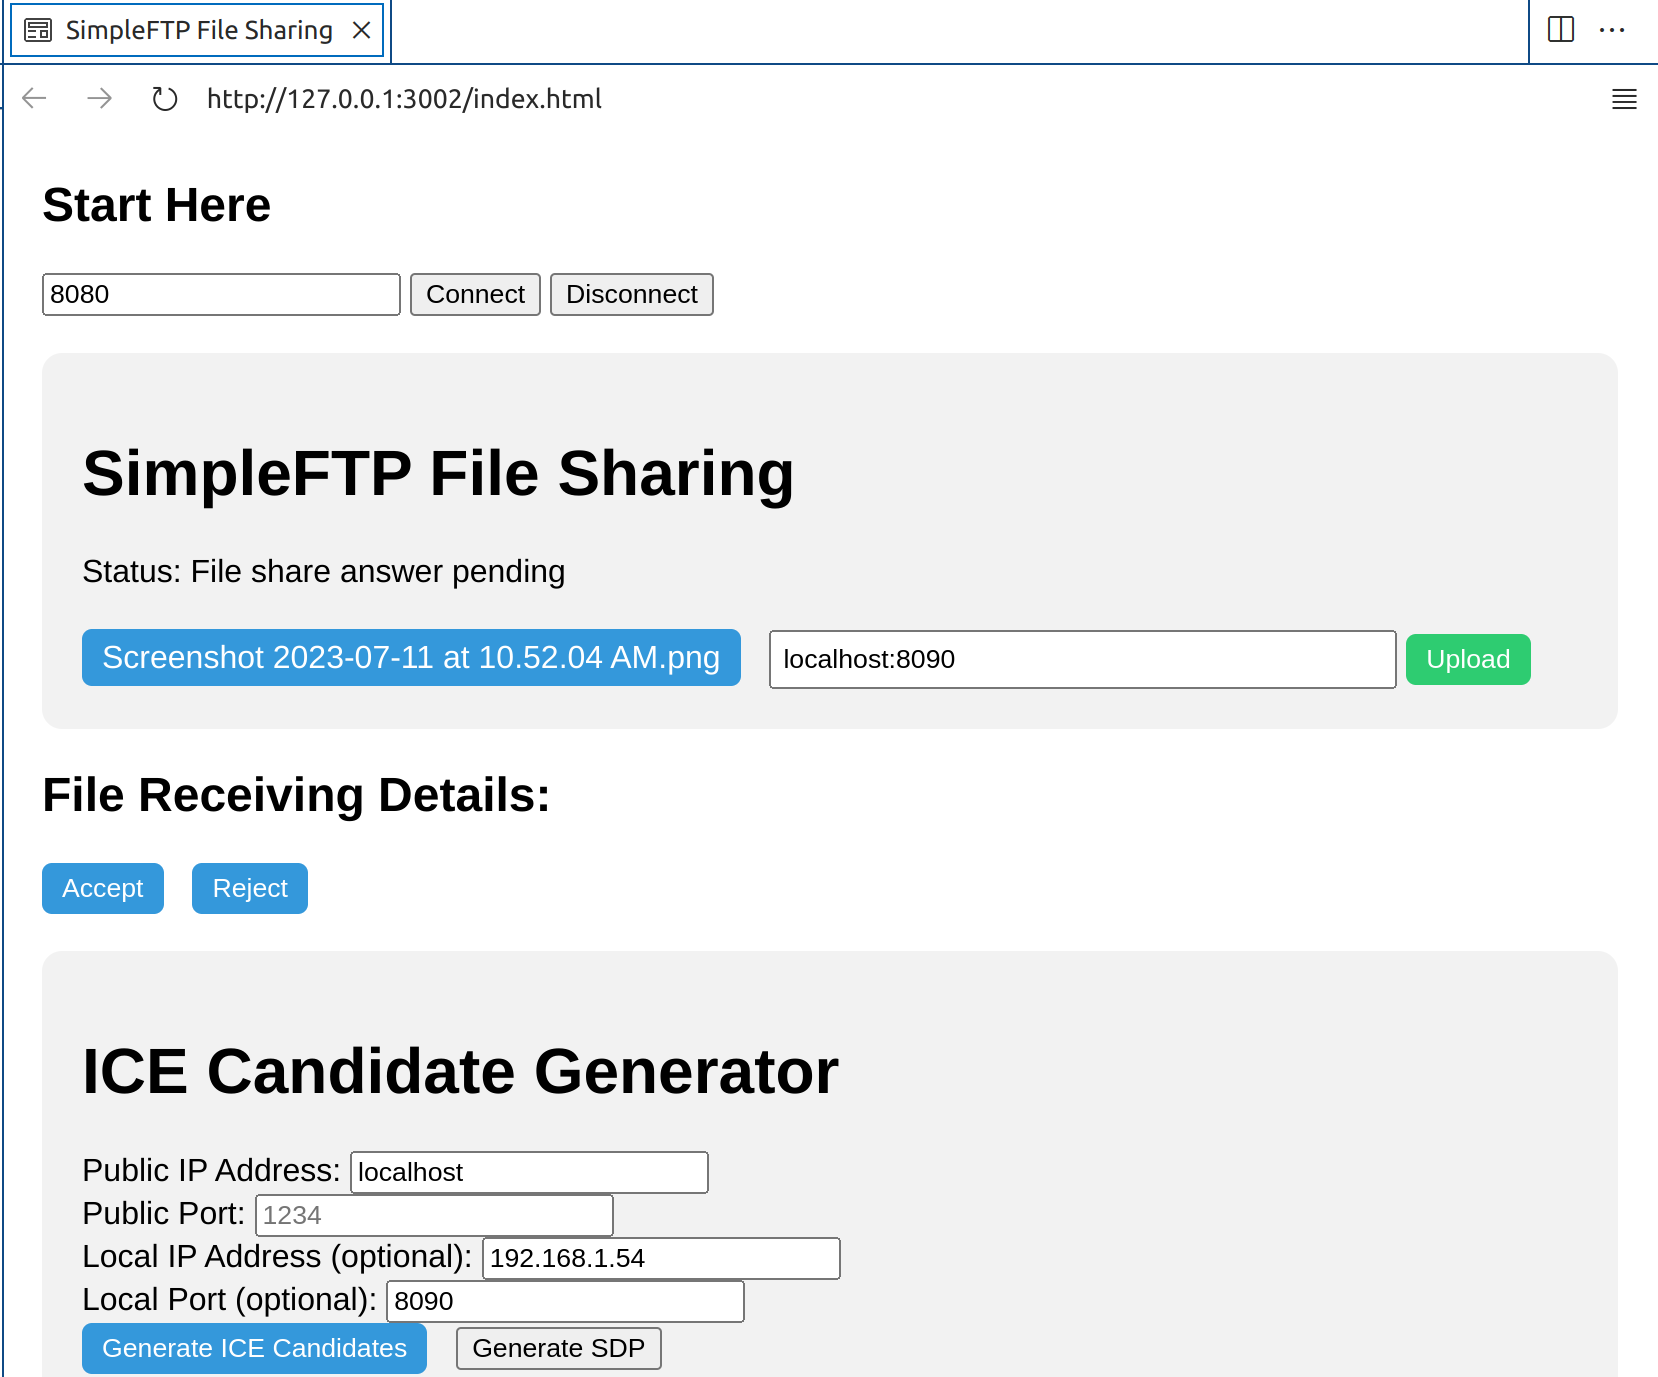 SimpleFTP File Sharing
http://127.0.0.1:3002/index.html
Start Here
8080 Connect Disconnect
SimpleFTP File Sharing
Status: File share answer pending
Screenshot 2023-07-11 at 10.52.04 AM.png localhost:8090 Upload
File Receiving Details:
Accept Reject
ICE Candidate Generator
Public IP Address: localhost
Public Port: 1234
Local IP Address (optional): 192.168.1.54
Local Port (optional): 8090
Generate ICE Candidates Generate SDP